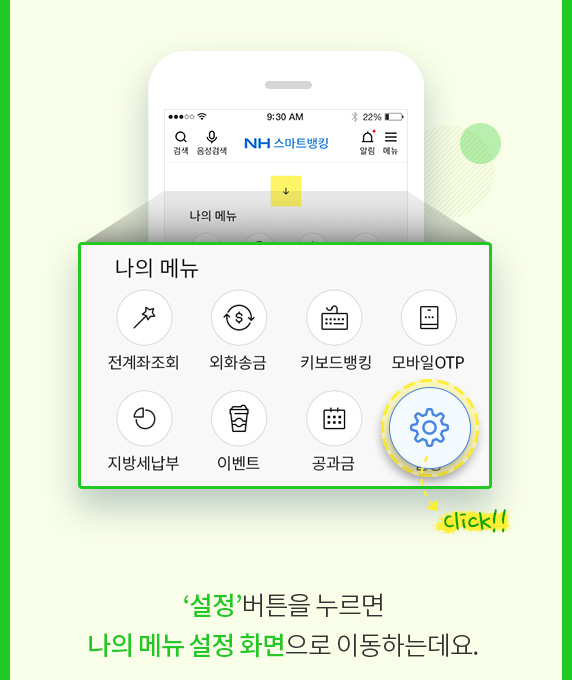 9:30 AM
22%
검색
음성검색
NH 스마트뱅킹
알림
메뉴
나의 메뉴
나의 메뉴
전계좌조회
외화송금
키보드뱅킹
모바일OTP
지방세납부
이벤트
공과금
click!!
‘설정’버튼을 누르면
나의 메뉴 설정 화면으로 이동하는데요.